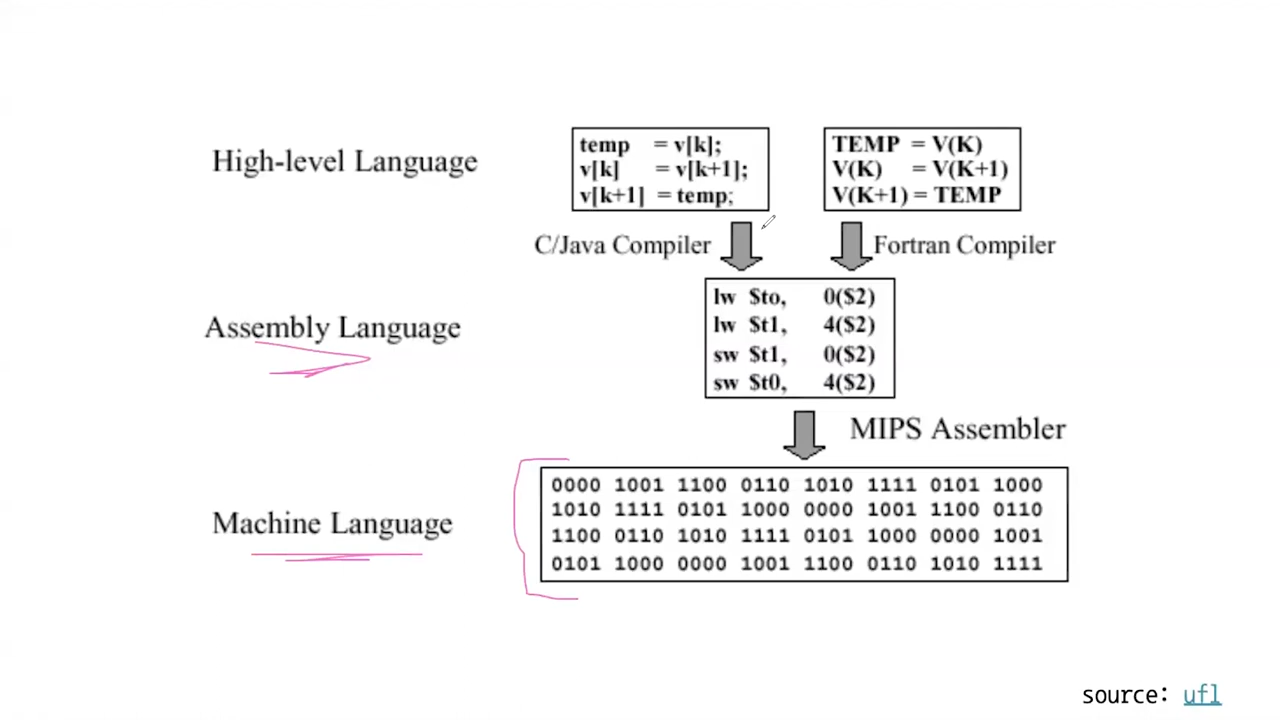 High-level Language
temp = v[k];
v[k] = v[k+1];
v[k+1] = temp;
TEMP = V(K)
V(K) = V(K+1)
V(K+1) = TEMP
C/Java Compiler
Fortran Compiler
Assembly Language
lw $to, 0($2)
lw $t1, 4($2)
sw $t1, 0($2)
sw $t0, 4($2)
MIPS Assembler
Machine Language
0000 1001 1100 0110 1010 1111 0101 1000
1010 1111 0101 1000 0000 1001 1100 0110
1100 0110 1010 1111 0101 1000 0000 1001
0101 1000 0000 1001 1100 0110 1010 1111
source: ufl